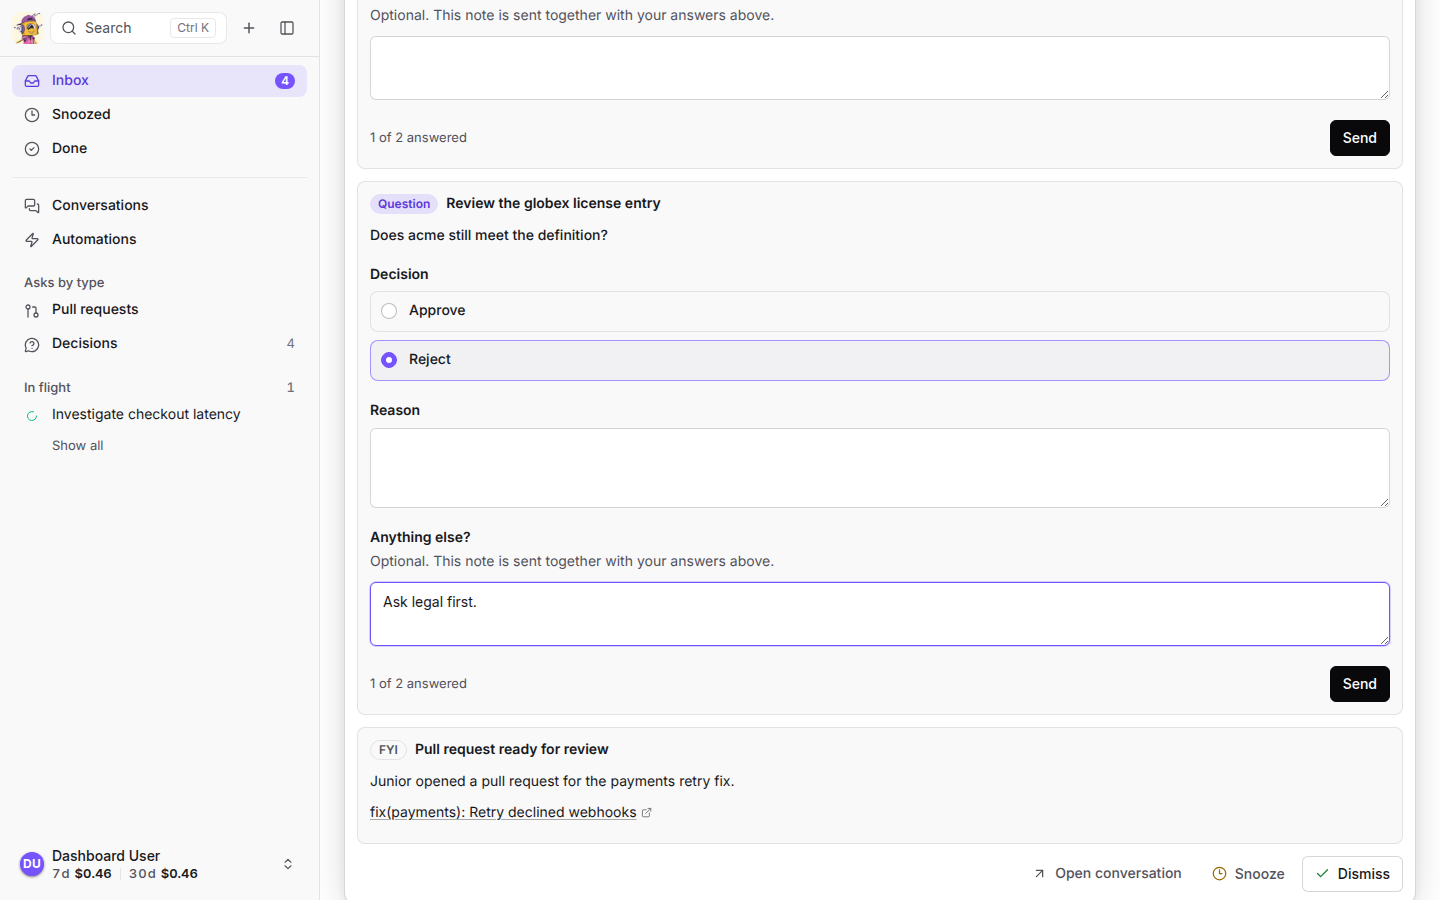 Search
Ctrl K
Inbox
4
Snoozed
Done
Conversations
Automations
Asks by type
Pull requests
Decisions
4
In flight
1
Investigate checkout latency
Show all
DU
Dashboard User
7d $0.46
30d $0.46
Optional. This note is sent together with your answers above.
1 of 2 answered
Send
Question
Review the globex license entry
Does acme still meet the definition?
Decision
Approve
Reject
Reason
Anything else?
Optional. This note is sent together with your answers above.
Ask legal first.
1 of 2 answered
Send
FYI
Pull request ready for review
Junior opened a pull request for the payments retry fix.
fix(payments): Retry declined webhooks
Open conversation
Snooze
Dismiss